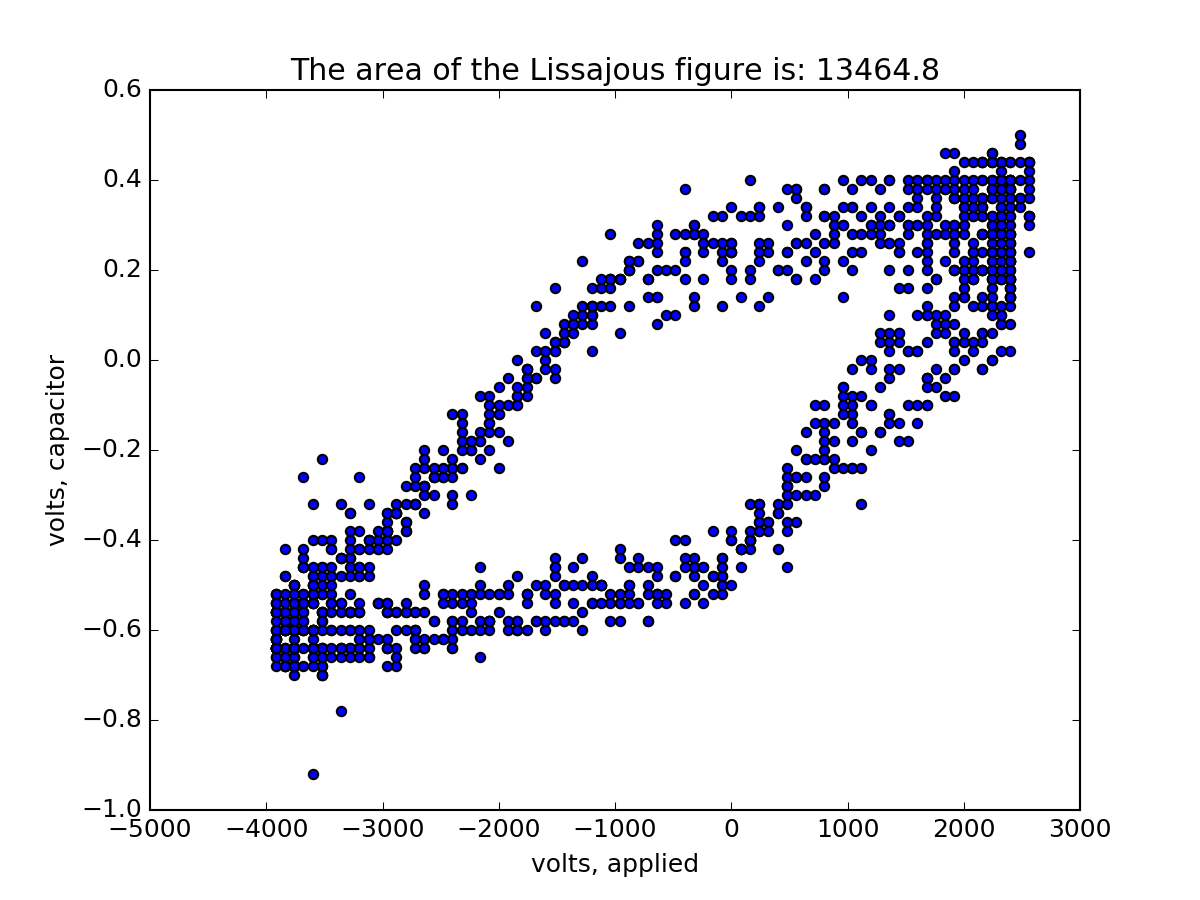 The area of the Lissajous figure is: 13464.8
0.6
0.4
0.2
0.0
−0.2
−0.4
−0.6
−0.8
−1.0
volts, capacitor
−5000 −4000 −3000 −2000 −1000 0 1000 2000 3000
volts, applied